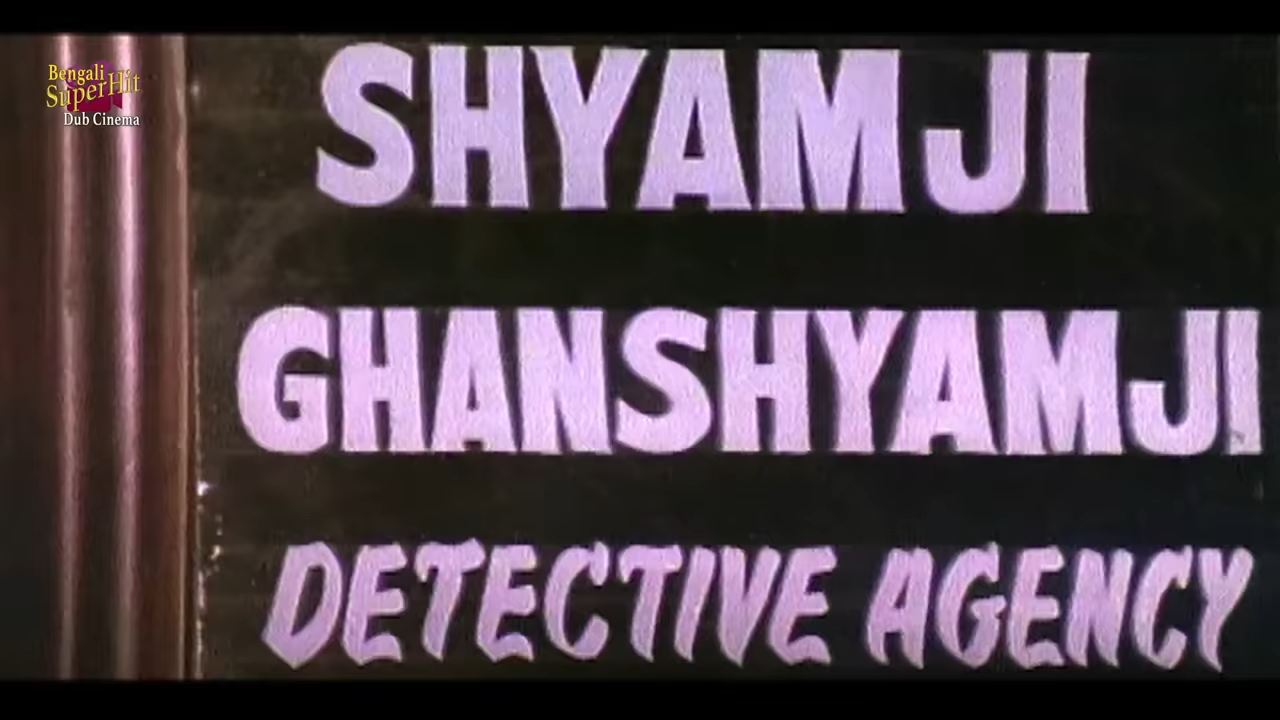 Bengali
SuperHit
Dub Cinema
SHYAMJI
GHANSHYAMJI
DETECTIVE AGENCY